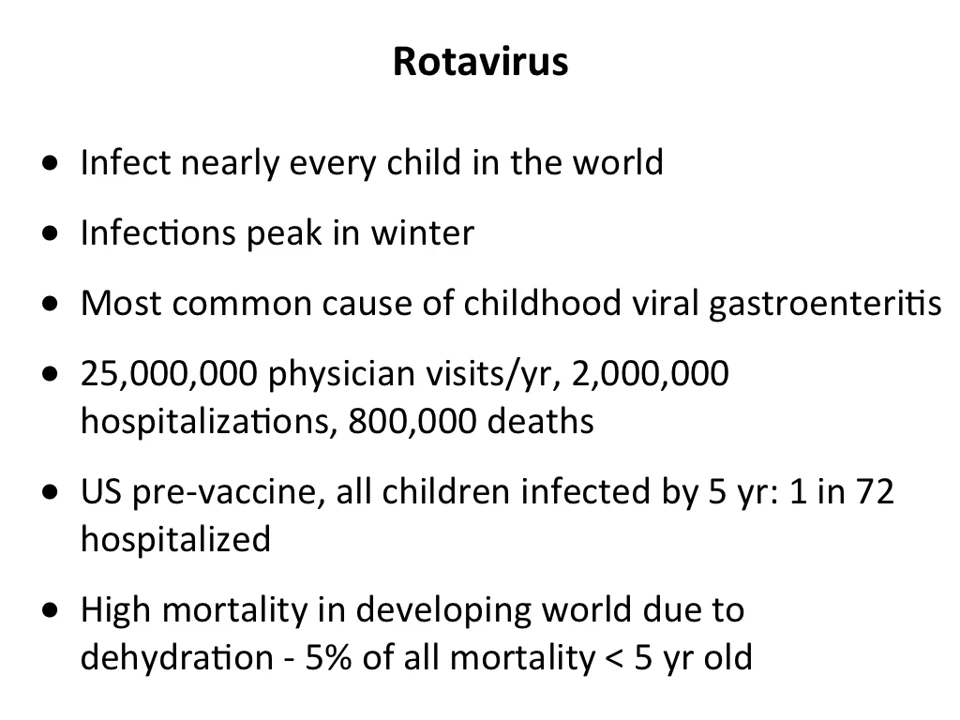 Rotavirus
● Infect nearly every child in the world
● Infections peak in winter
● Most common cause of childhood viral gastroenteritis
● 25,000,000 physician visits/yr, 2,000,000
hospitalizations, 800,000 deaths
● US pre-vaccine, all children infected by 5 yr: 1 in 72
hospitalized
● High mortality in developing world due to
dehydration - 5% of all mortality < 5 yr old